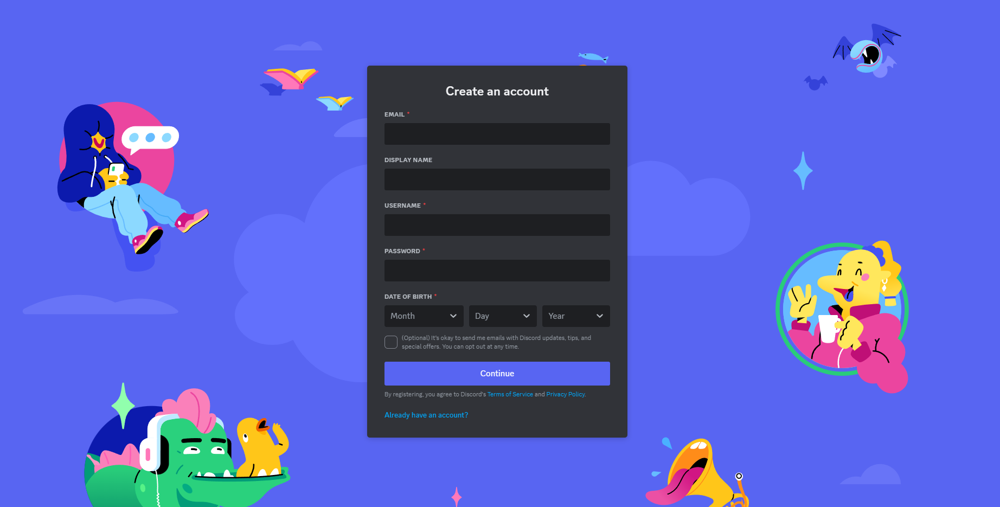 Create an account
EMAIL *
DISPLAY NAME
USERNAME *
PASSWORD *
DATE OF BIRTH *
Month Day Year
(Optional) It's okay to send me emails with Discord updates, tips, and
special offers. You can opt out at any time.
Continue
By registering, you agree to Discord's Terms of Service and Privacy Policy.
Already have an account?